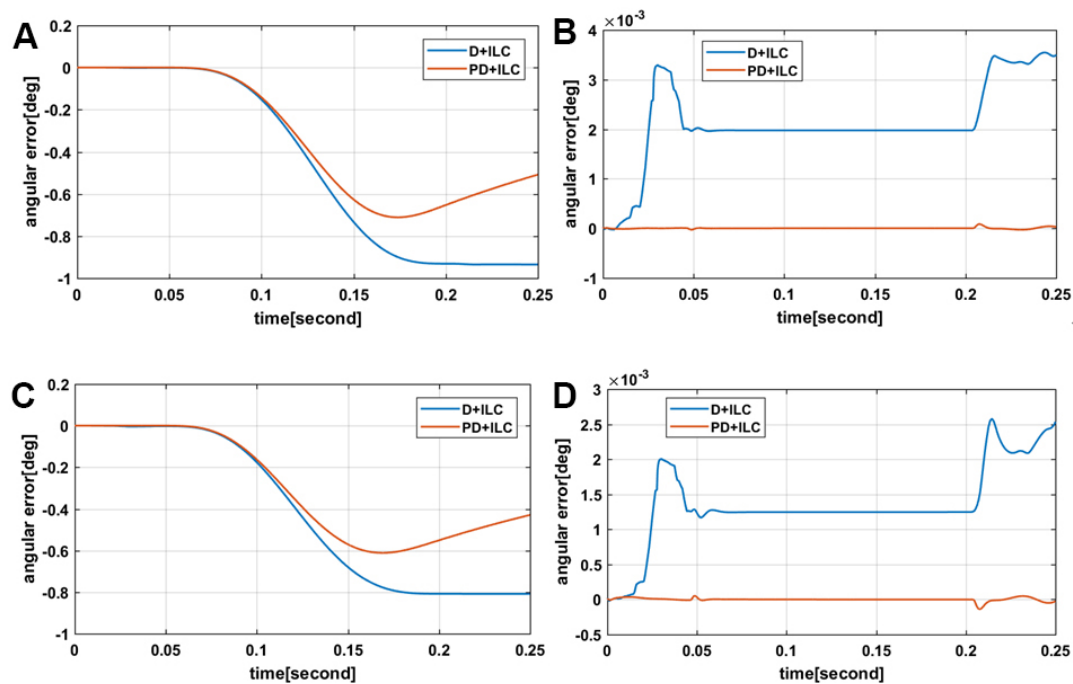 A
0.2
0
-0.2
-0.4
-0.6
-0.8
-1
angular error[deg]
D+ILC
PD+ILC
0
0.05
0.1
0.15
0.2
0.25
time[second]
B
×10⁻³
4
3
2
1
0
-1
angular error[deg]
D+ILC
PD+ILC
0
0.05
0.1
0.15
0.2
0.25
time[second]
C
0.2
0
-0.2
-0.4
-0.6
-0.8
-1
angular error[deg]
D+ILC
PD+ILC
0
0.05
0.1
0.15
0.2
0.25
time[second]
D
×10⁻³
3
2.5
2
1.5
1
0.5
0
-0.5
angular error[deg]
D+ILC
PD+ILC
0
0.05
0.1
0.15
0.2
0.25
time[second]